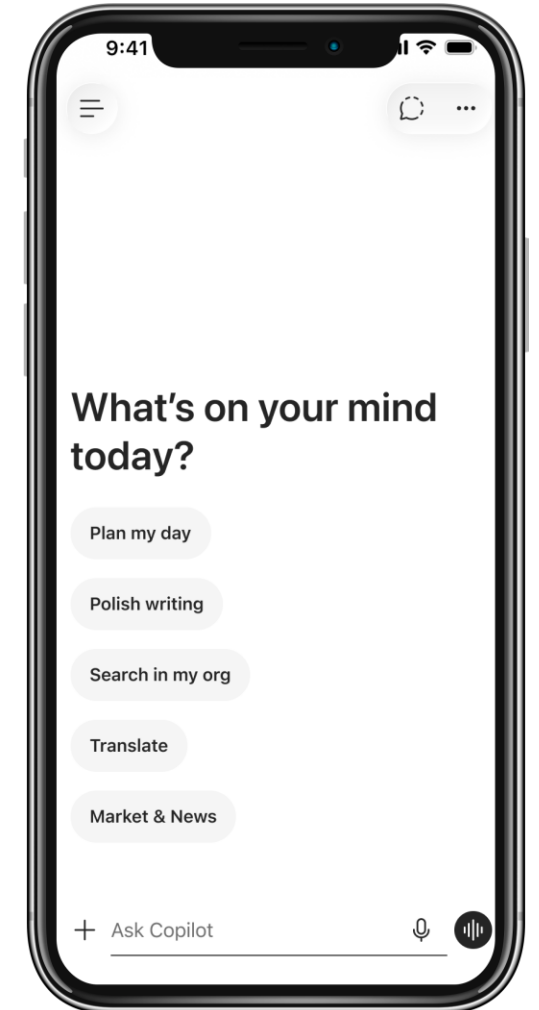 9:41
What's on your mind
today?
Plan my day
Polish writing
Search in my org
Translate
Market & News
Ask Copilot